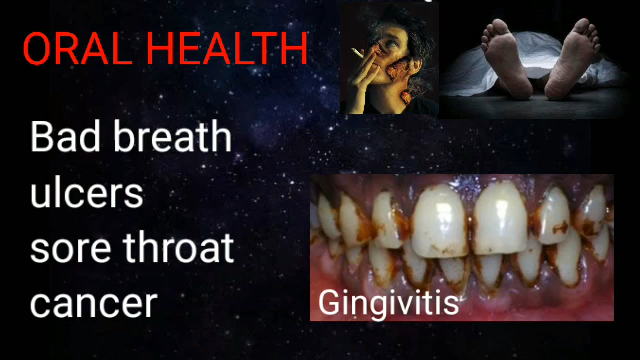 ORAL HEALTH
Bad breath
ulcers
sore throat
cancer
Gingivitis